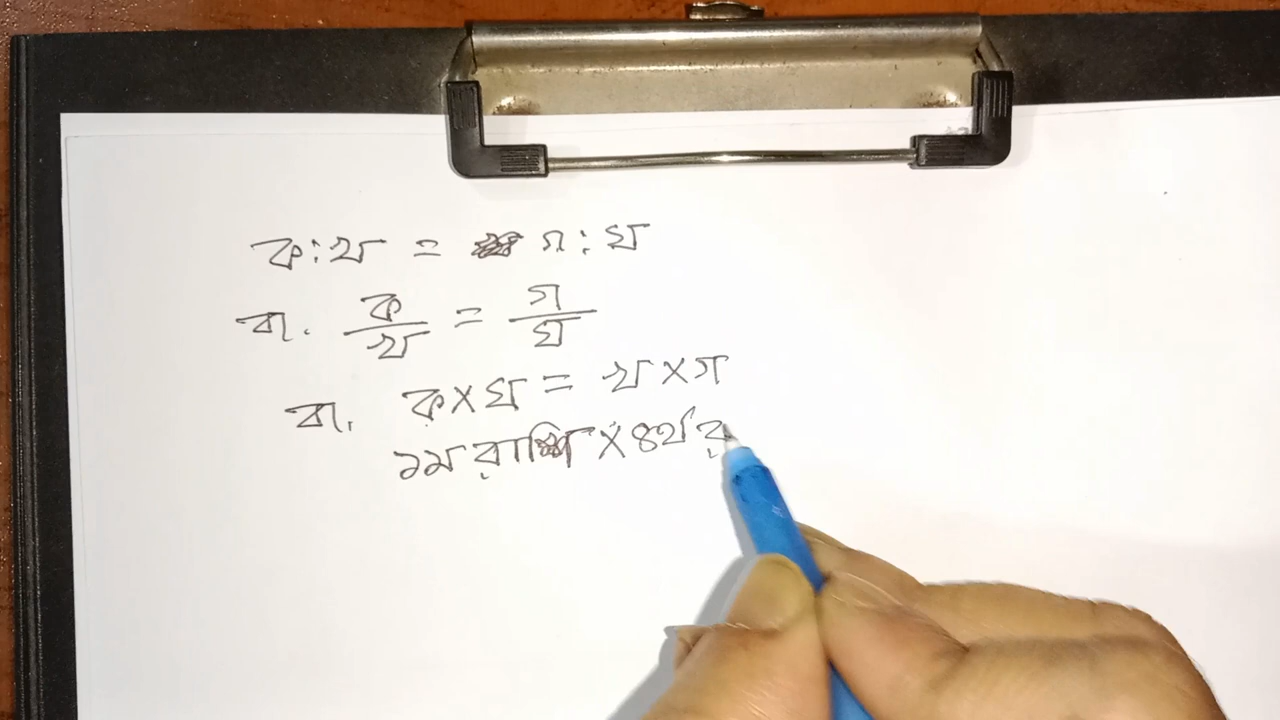 ক:খ = গ:ঘ
বা. ক/খ = গ/ঘ
বা. ক×ঘ = খ×গ
১ম রাশি × ৪র্থ র